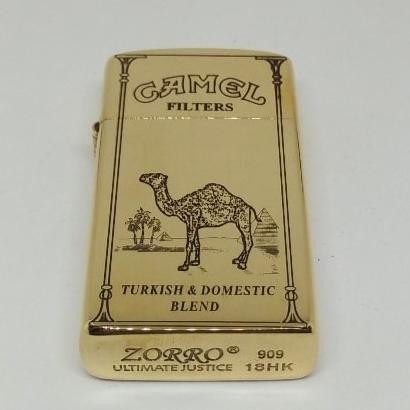 CAMEL
FILTERS
TURKISH & DOMESTIC
BLEND
ZORRO® 909
ULTIMATE JUSTICE 18HK